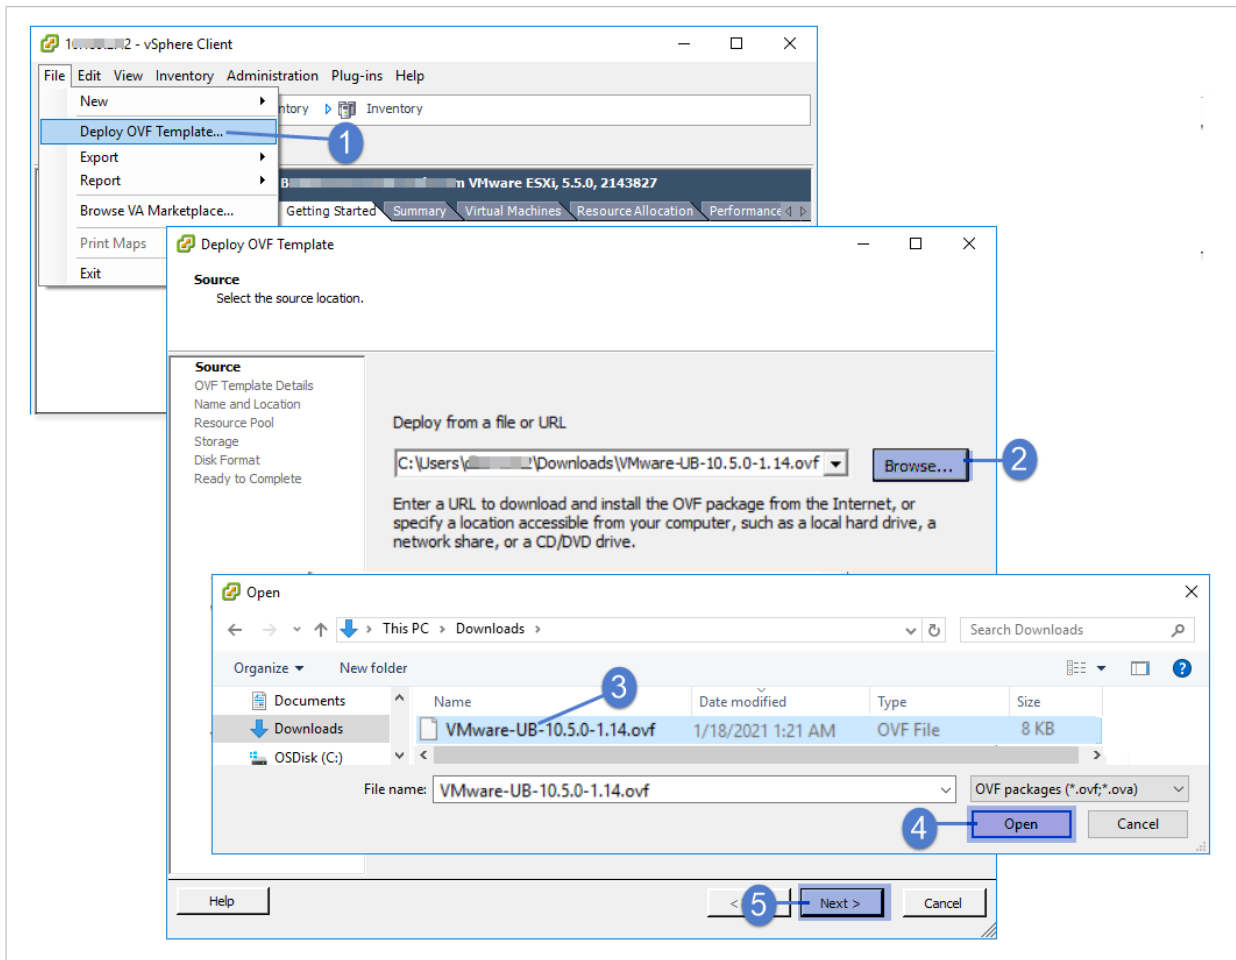 2 - vSphere Client
File Edit View Inventory Administration Plug-ins Help
New
ntory Inventory
Deploy OVF Template...
1
Export
Report
VMware ESXi, 5.5.0, 2143827
Browse VA Marketplace...
Getting Started Summary Virtual Machines Resource Allocation Performance
Print Maps
Exit
Deploy OVF Template
Source
Select the source location.
Source
OVF Template Details
Name and Location
Resource Pool
Storage
Disk Format
Ready to Complete
Deploy from a file or URL
C:\Users\ \Downloads\VMware-UB-10.5.0-1.14.ovf
Browse...
2
Enter a URL to download and install the OVF package from the Internet, or
specify a location accessible from your computer, such as a local hard drive, a
network share, or a CD/DVD drive.
Open
This PC > Downloads >
Search Downloads
Organize New folder
3
Documents
Downloads
OSDisk (C:)
Name Date modified Type Size
VMware-UB-10.5.0-1.14.ovf 1/18/2021 1:21 AM OVF File 8 KB
File name: VMware-UB-10.5.0-1.14.ovf OVF packages (*.ovf;*.ova)
4
Open Cancel
Help < 5 Next > Cancel